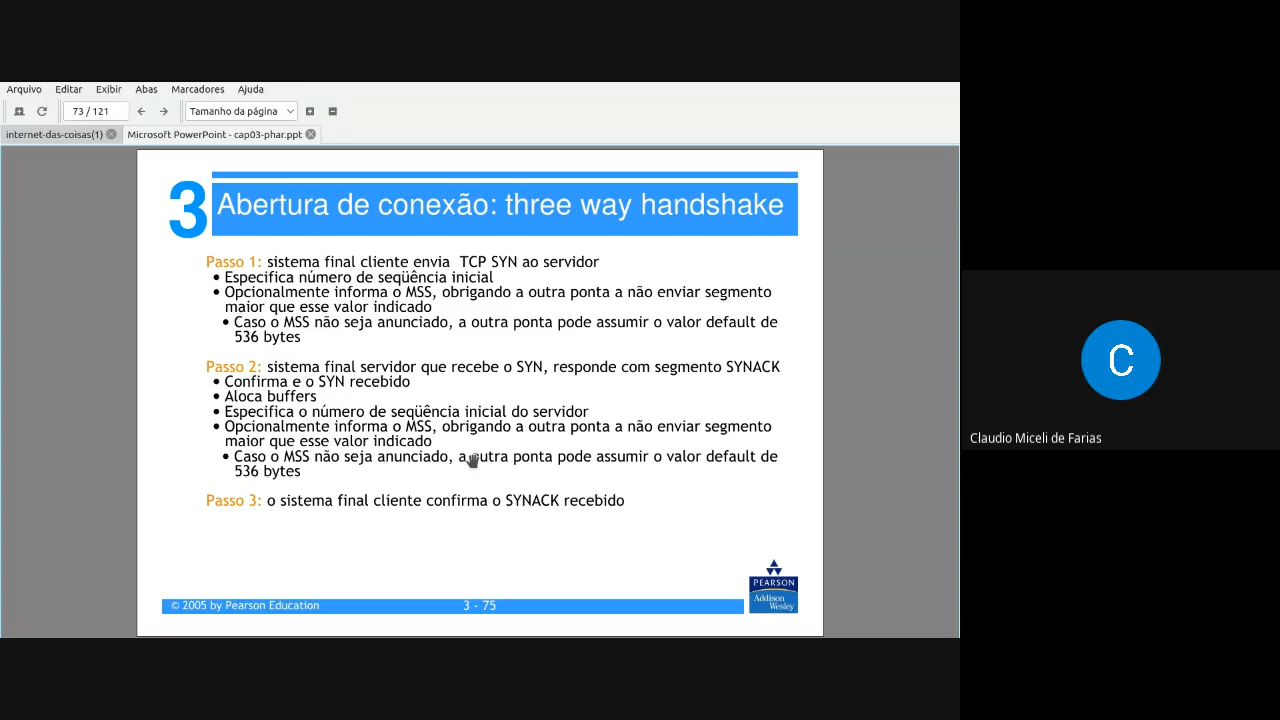 Arquivo Editar Exibir Abas Marcadores Ajuda
73 / 121 Tamanho da página
internet-das-coisas(1) Microsoft PowerPoint - cap03-phar.ppt
3 Abertura de conexão: three way handshake
Passo 1: sistema final cliente envia TCP SYN ao servidor
• Especifica número de seqüência inicial
• Opcionalmente informa o MSS, obrigando a outra ponta a não enviar segmento
maior que esse valor indicado
• Caso o MSS não seja anunciado, a outra ponta pode assumir o valor default de
536 bytes
Passo 2: sistema final servidor que recebe o SYN, responde com segmento SYNACK
• Confirma e o SYN recebido
• Aloca buffers
• Especifica o número de seqüência inicial do servidor
• Opcionalmente informa o MSS, obrigando a outra ponta a não enviar segmento
maior que esse valor indicado
• Caso o MSS não seja anunciado, a outra ponta pode assumir o valor default de
536 bytes
Passo 3: o sistema final cliente confirma o SYNACK recebido
PEARSON
Addison
Wesley
© 2005 by Pearson Education 3 - 75
C
Claudio Miceli de Farias